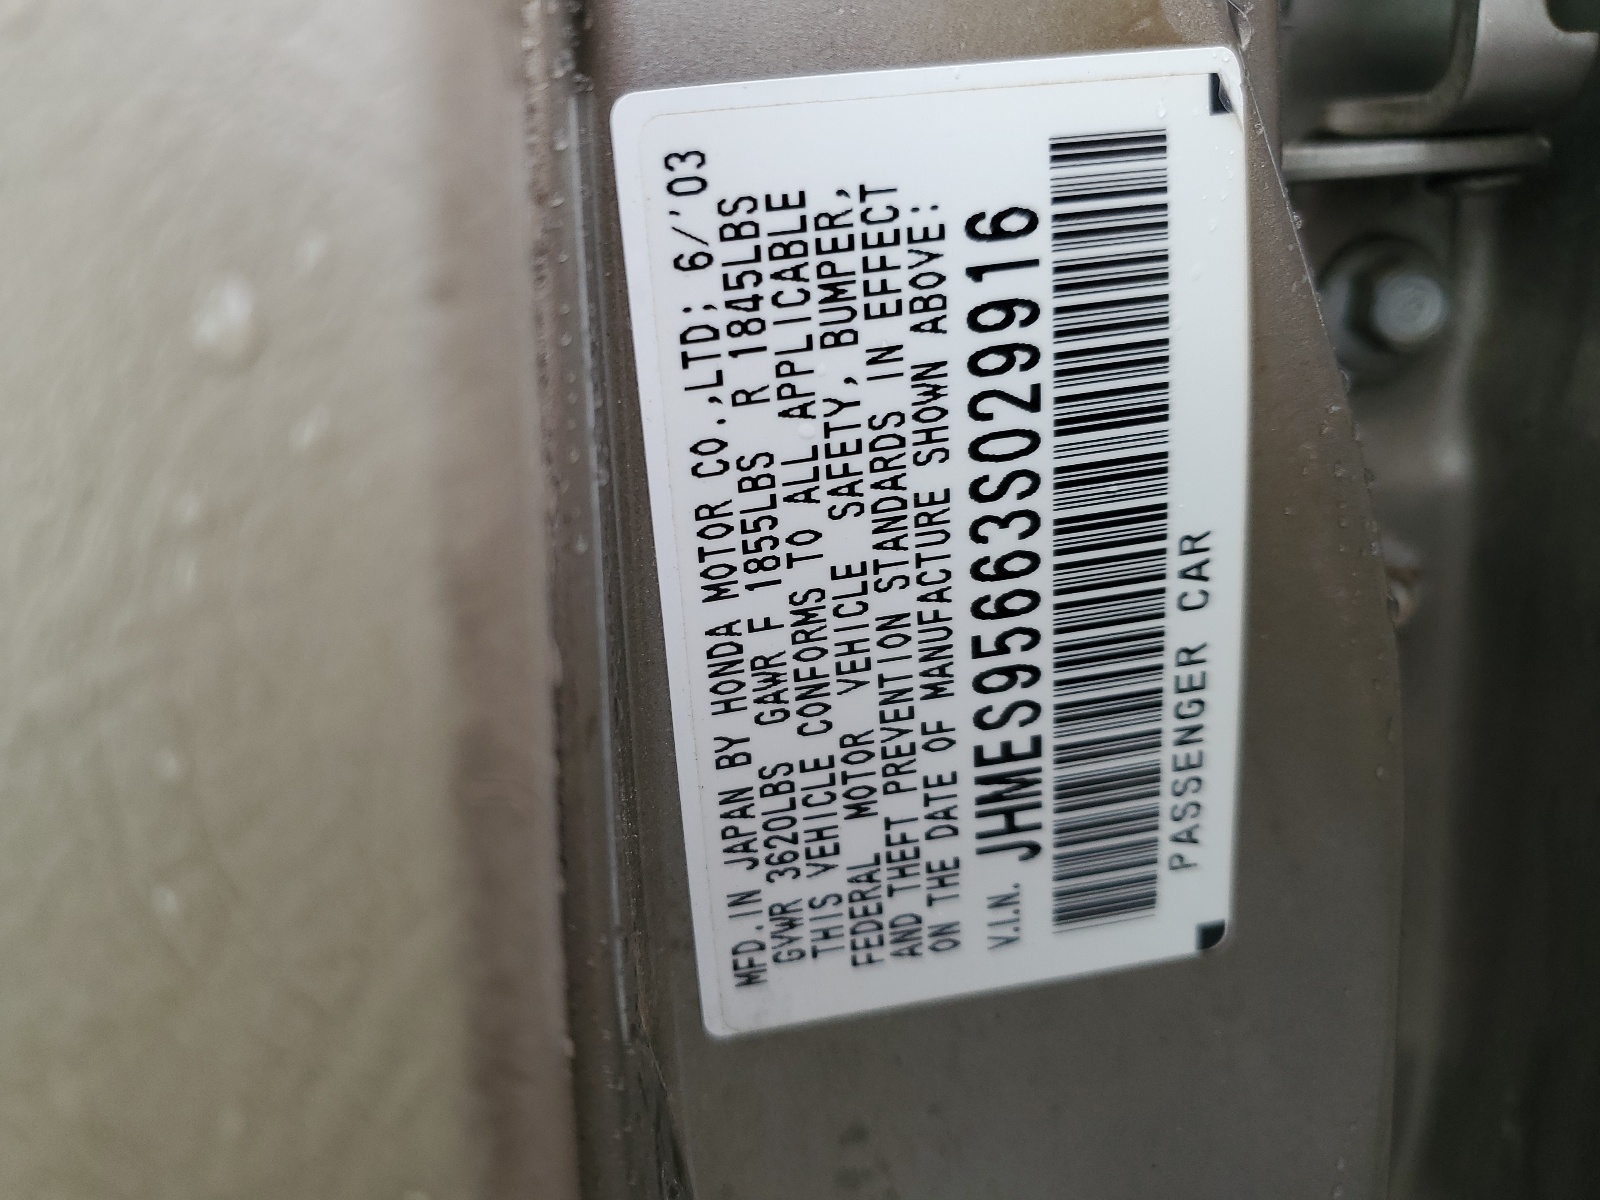 MFD.IN JAPAN BY HONDA MOTOR CO.,LTD; 6/'03
GVWR 3620LBS GAWR F 1855LBS R 1845LBS
THIS VEHICLE CONFORMS TO ALL APPLICABLE
FEDERAL MOTOR VEHICLE SAFETY, BUMPER,
AND THEFT PREVENTION STANDARDS IN EFFECT
ON THE DATE OF MANUFACTURE SHOWN ABOVE:
V.I.N. JHMES95663S029916
PASSENGER CAR